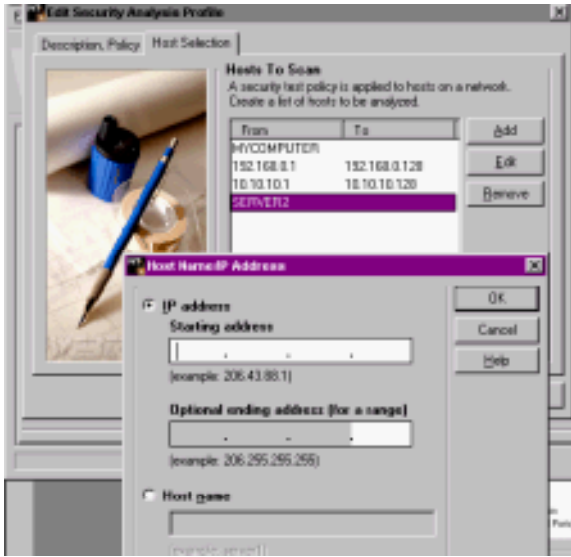 Edit Security Analysis Profile
Description, Policy Host Selection
Hosts To Scan
A security test policy is applied to hosts on a network.
Create a list of hosts to be analyzed.
From To
MYCOMPUTER
192.168.0.1 192.168.0.128
10.10.10.1 10.10.10.128
SERVER2
Add
Edit
Remove
Host Name/IP Address
IP address
Starting address
(example: 206.43.88.1)
Optional ending address (for a range)
(example: 206.255.255.255)
Host name
(example: server1)
OK
Cancel
Help